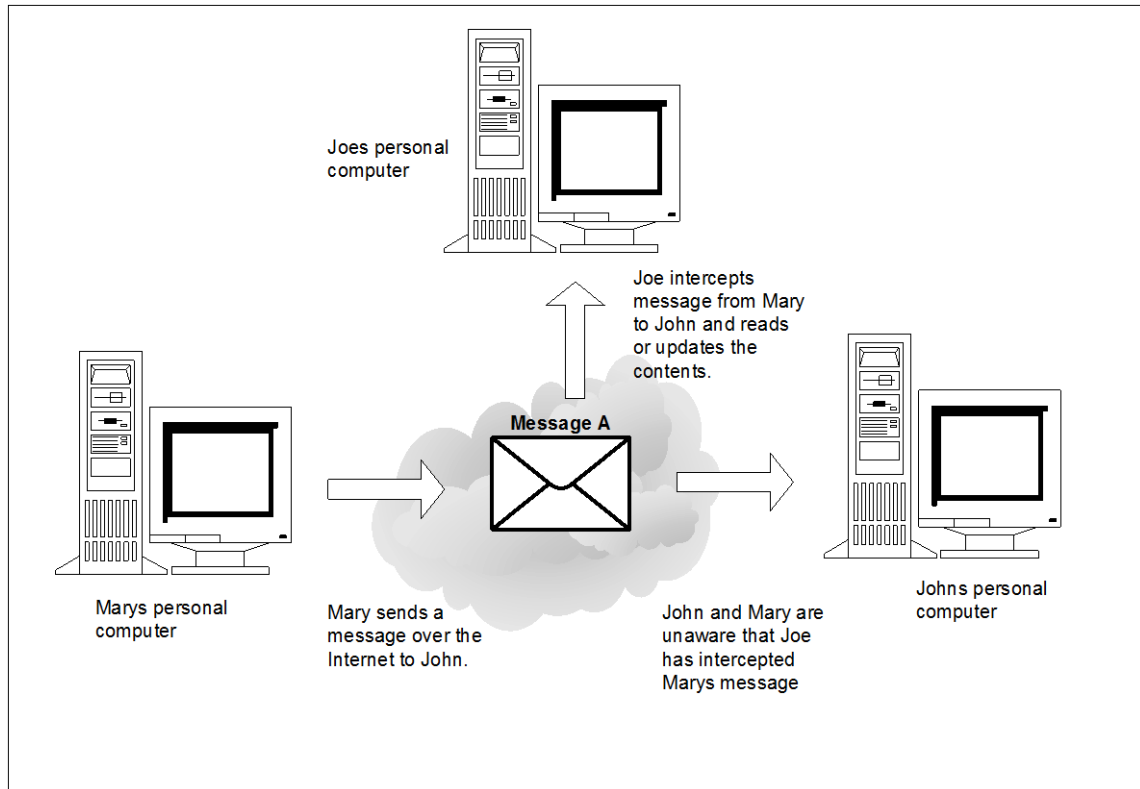 Joes personal
computer
Joe intercepts
message from Mary
to John and reads
or updates the
contents.
Message A
Marys personal
computer
Mary sends a
message over the
Internet to John.
John and Mary are
unaware that Joe
has intercepted
Marys message
Johns personal
computer